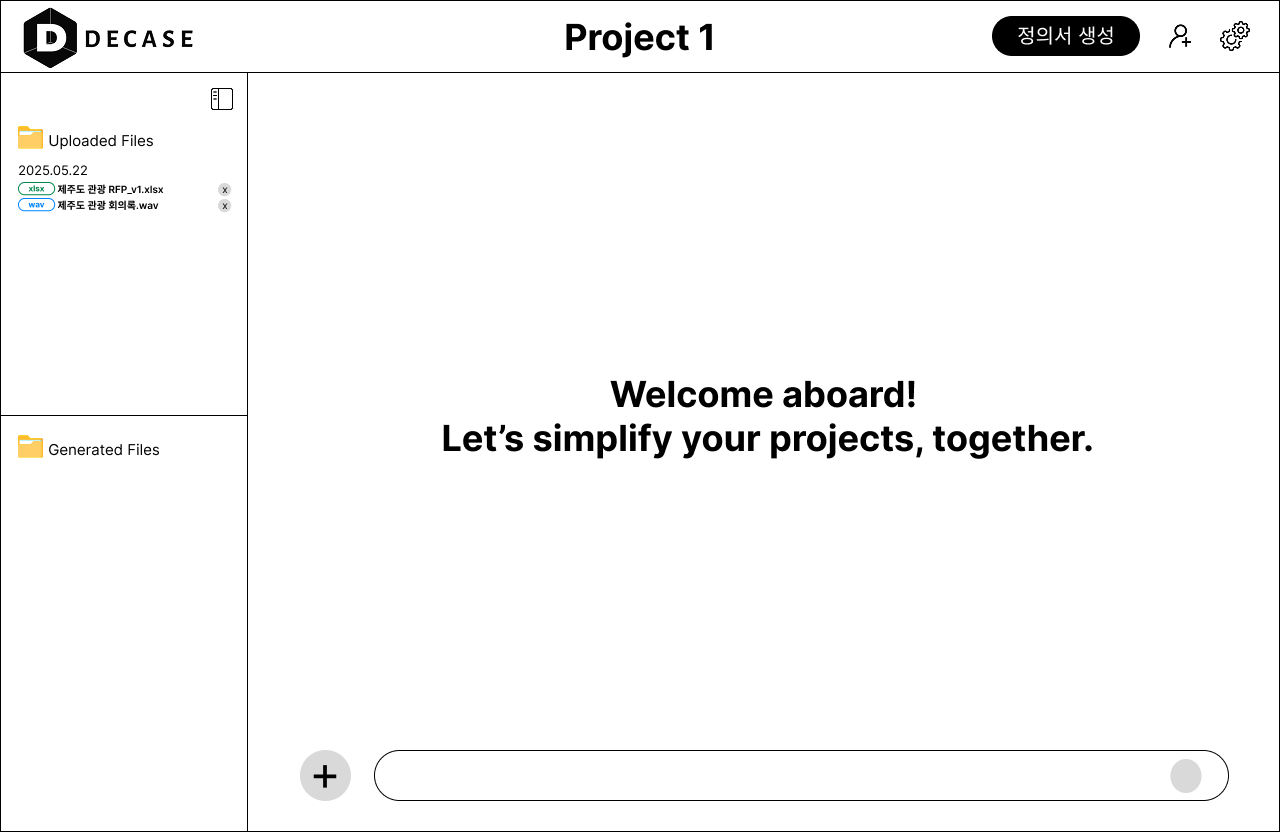 DECASE
Project 1
정의서 생성
Uploaded Files
2025.05.22
xlsx 제주도 관광 RFP_v1.xlsx x
wav 제주도 관광 회의록.wav x
Generated Files
Welcome aboard!
Let’s simplify your projects, together.